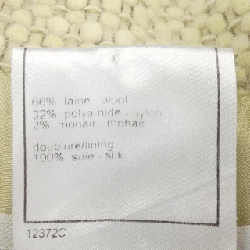 66% laine - wool
32% polyamide - nylon
2% mohair - mohair
doublure/lining
100% soie - silk
12372C